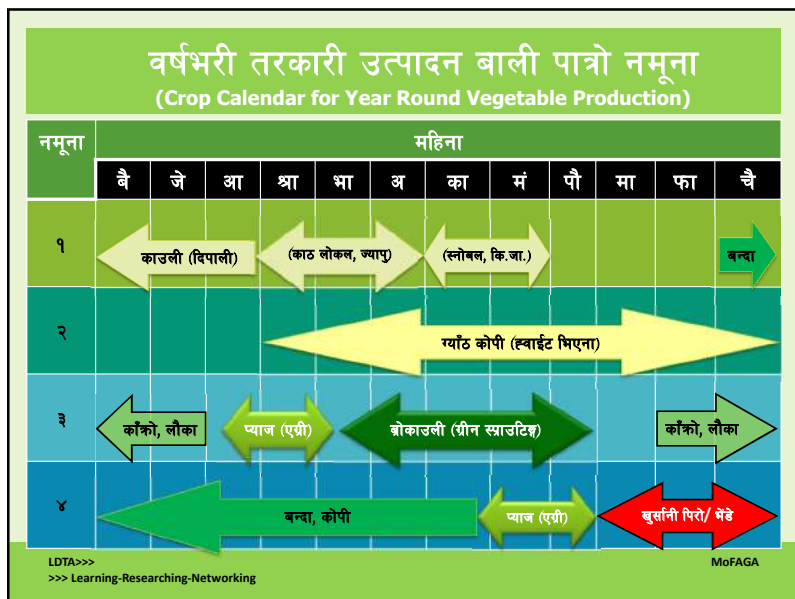 वर्षभरी तरकारी उत्पादन बाली पात्रो नमूना
(Crop Calendar for Year Round Vegetable Production)
नमूना महिना
बै जे आ श्रा भा अ का मं पौ मा फा चै
१ काउली (दिपाली) (काठ लोकल, ज्यापु) (स्नोबल, कि.जा.) बन्दा
२ ग्याँठ कोपी (ह्वाईट भिएना)
३ काँक्रो, लौका प्याज (एग्री) ब्रोकाउली (ग्रीन स्प्राउटिङ्ग) काँक्रो, लौका
४ बन्दा, कोपी प्याज (एग्री) खुर्सानी पिरो/ भेंडे
LDTA>>> MoFAGA
>>> Learning-Researching-Networking